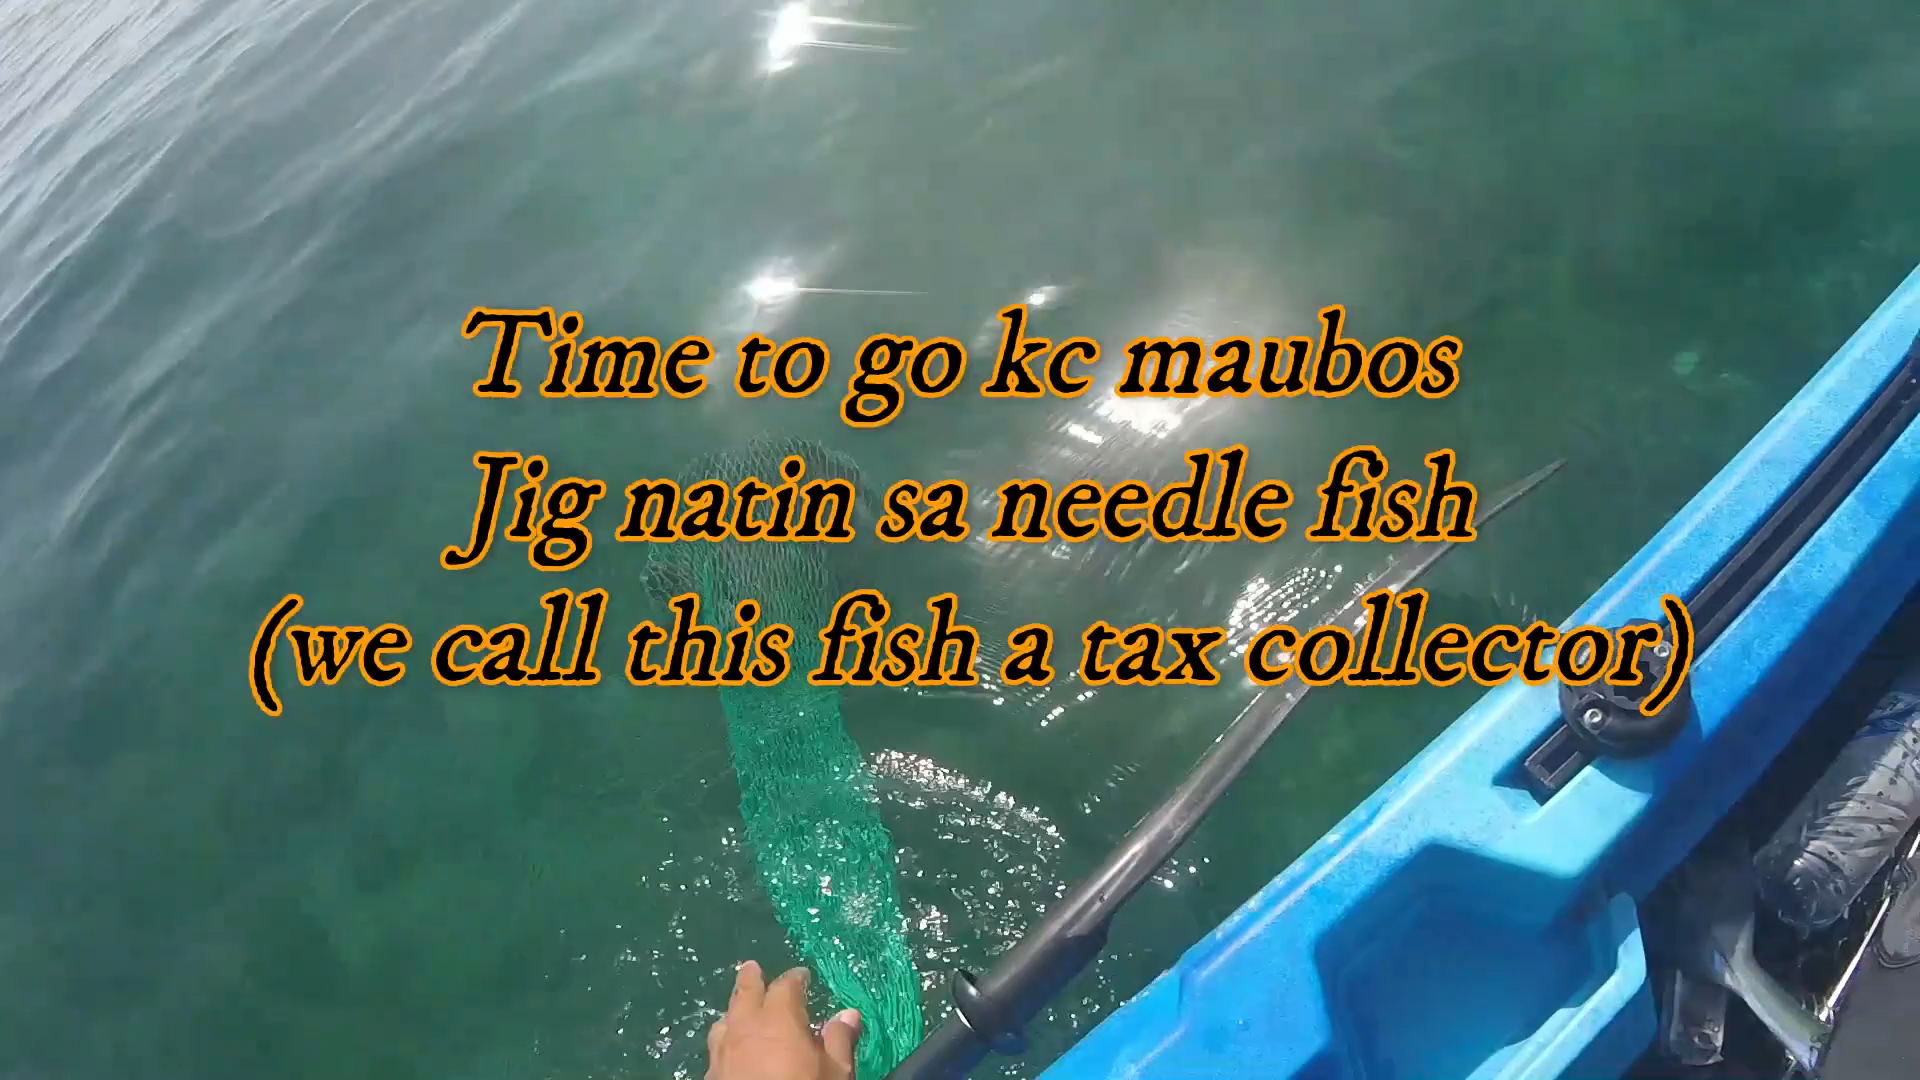 Time to go kc maubos
Jig natin sa needle fish
(we call this fish a tax collector)